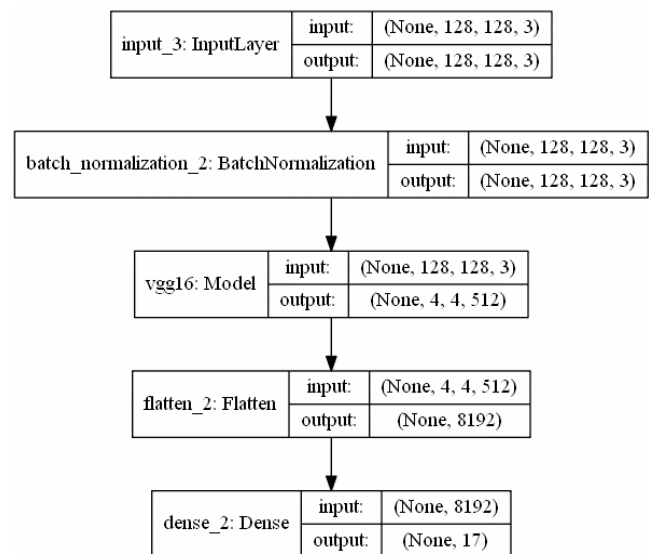 input_3: InputLayer
input: (None, 128, 128, 3)
output: (None, 128, 128, 3)
batch_normalization_2: BatchNormalization
input: (None, 128, 128, 3)
output: (None, 128, 128, 3)
vgg16: Model
input: (None, 128, 128, 3)
output: (None, 4, 4, 512)
flatten_2: Flatten
input: (None, 4, 4, 512)
output: (None, 8192)
dense_2: Dense
input: (None, 8192)
output: (None, 17)